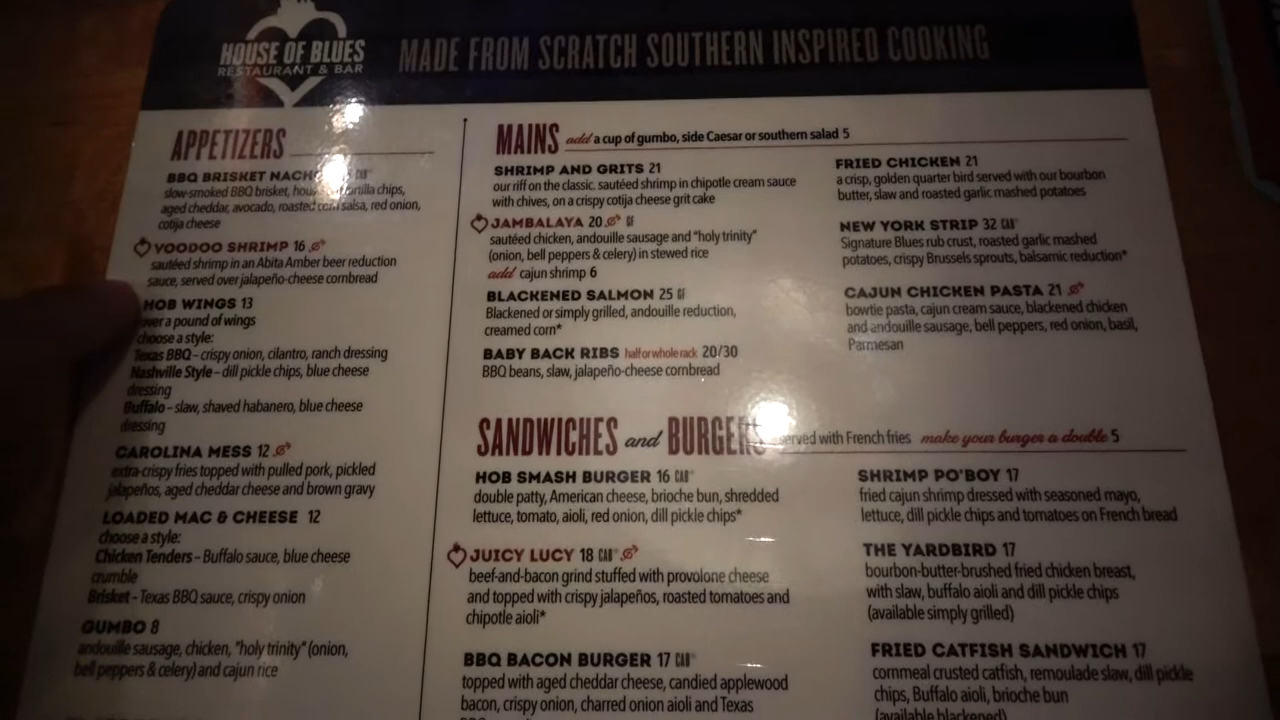 HOUSE OF BLUES
RESTAURANT & BAR
MADE FROM SCRATCH SOUTHERN INSPIRED COOKING
APPETIZERS
BBQ BRISKET
slow-smoked BBQ brisket, tortilla chips,
aged cheddar, avocado, roasted corn salsa, red onion,
cotija cheese
VOODOO SHRIMP 16
sautéed shrimp in an Abita Amber beer reduction
sauce, served over jalapeño-cheese cornbread
HOB WINGS 13
over a pound of wings
choose a style:
Texas BBQ – crispy onion, cilantro, ranch dressing
Nashville Style – dill pickle chips, blue cheese
dressing
Buffalo – slaw, shaved habanero, blue cheese
dressing
CAROLINA MESS 12
extra-crispy fries topped with pulled pork, pickled
jalapeños, aged cheddar cheese and brown gravy
LOADED MAC & CHEESE 12
choose a style:
Chicken Tenders – Buffalo sauce, blue cheese
crumble
Brisket – Texas BBQ sauce, crispy onion
GUMBO 8
andouille sausage, chicken, "holy trinity" (onion,
bell peppers & celery) and cajun rice
MAINS add a cup of gumbo, side Caesar or southern salad 5
SHRIMP AND GRITS 21
our riff on the classic. sautéed shrimp in chipotle cream sauce
with chives, on a crispy cotija cheese grit cake
JAMBALAYA 20 GF
sautéed chicken, andouille sausage and "holy trinity"
(onion, bell peppers & celery) in stewed rice
add cajun shrimp 6
BLACKENED SALMON 25 GF
Blackened or simply grilled, andouille reduction,
creamed corn*
BABY BACK RIBS half or whole rack 20/30
BBQ beans, slaw, jalapeño-cheese cornbread
FRIED CHICKEN 21
a crisp, golden quarter bird served with our bourbon
butter, slaw and roasted garlic mashed potatoes
NEW YORK STRIP 32 CAB
Signature Blues rub crust, roasted garlic mashed
potatoes, crispy Brussels sprouts, balsamic reduction*
CAJUN CHICKEN PASTA 21
bowtie pasta, cajun cream sauce, blackened chicken
and andouille sausage, bell peppers, red onion, basil,
Parmesan
SANDWICHES and BURGERS served with French fries make your burger a double 5
HOB SMASH BURGER 16 CAB
double patty, American cheese, brioche bun, shredded
lettuce, tomato, aioli, red onion, dill pickle chips*
JUICY LUCY 18 CAB
beef-and-bacon grind stuffed with provolone cheese
and topped with crispy jalapeños, roasted tomatoes and
chipotle aioli*
BBQ BACON BURGER 17 CAB
topped with aged cheddar cheese, candied applewood
bacon, crispy onion, charred onion aioli and Texas
SHRIMP PO'BOY 17
fried cajun shrimp dressed with seasoned mayo,
lettuce, dill pickle chips and tomatoes on French bread
THE YARDBIRD 17
bourbon-butter-brushed fried chicken breast,
with slaw, buffalo aioli and dill pickle chips
(available simply grilled)
FRIED CATFISH SANDWICH 17
cornmeal crusted catfish, remoulade slaw, dill pickle
chips, Buffalo aioli, brioche bun
(available blackened)